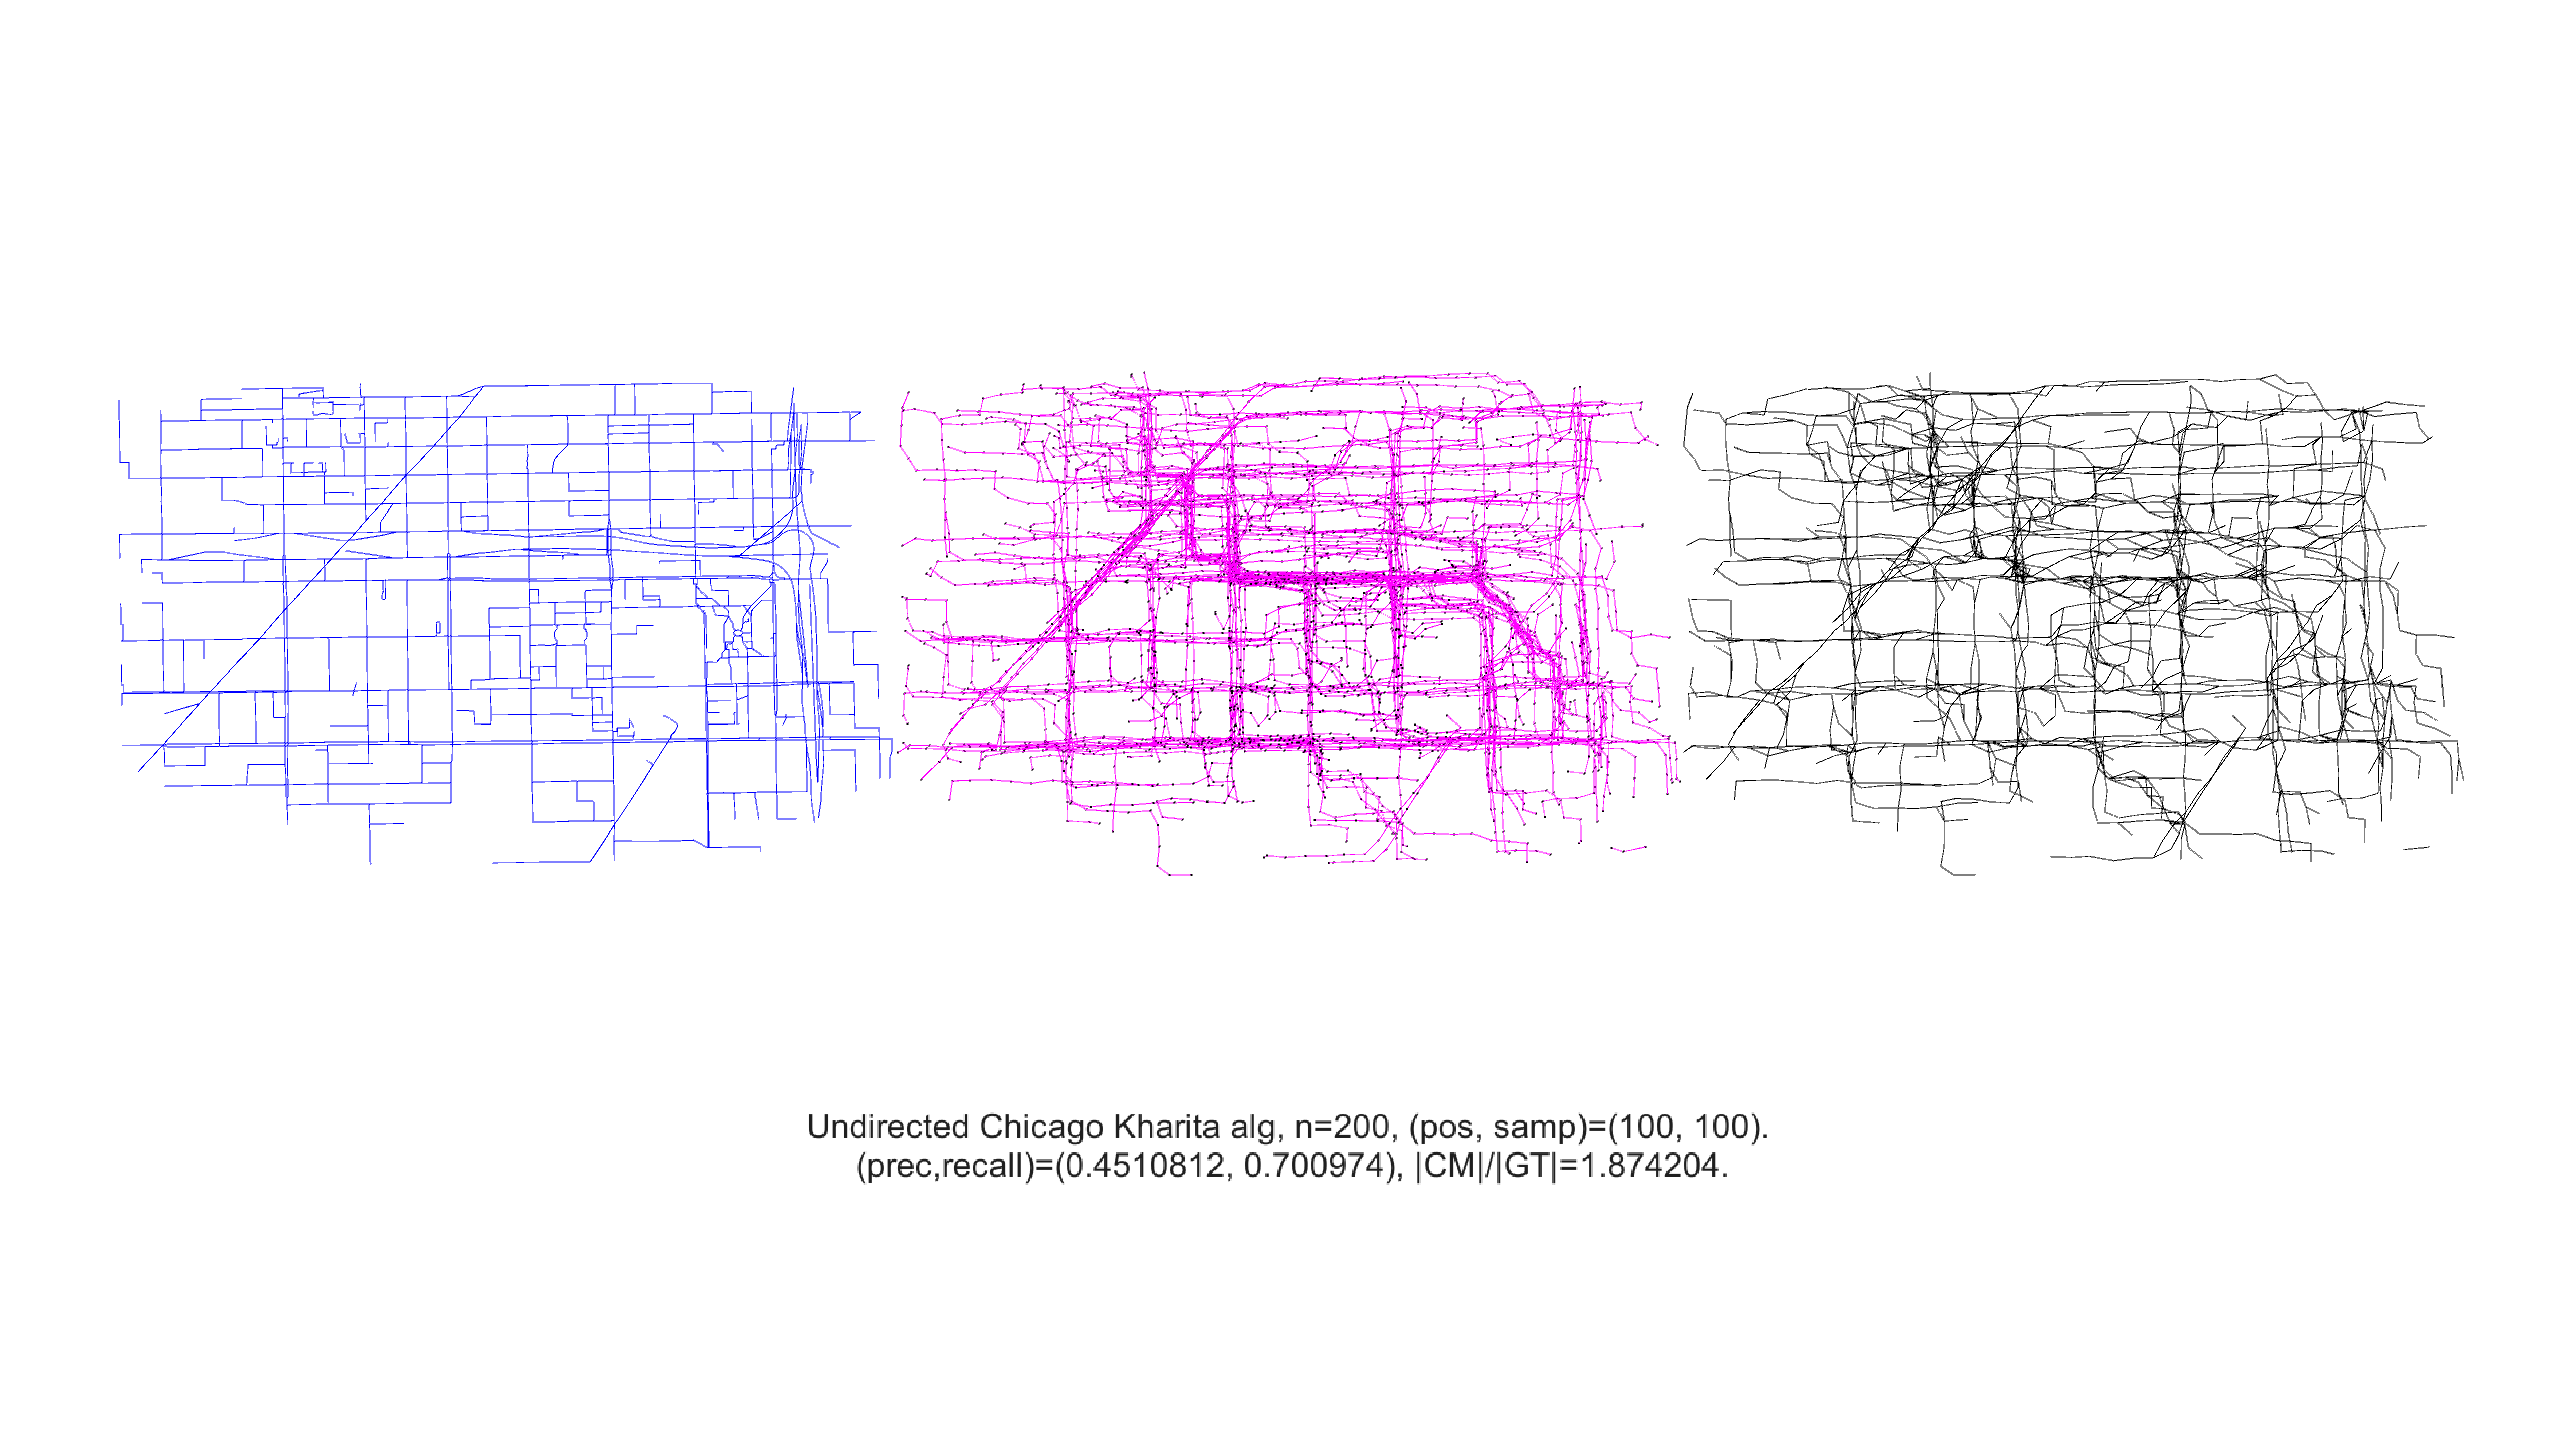 Undirected Chicago Kharita alg, n=200, (pos, samp)=(100, 100).
(prec,recall)=(0.4510812, 0.700974), |CM|/|GT|=1.874204.